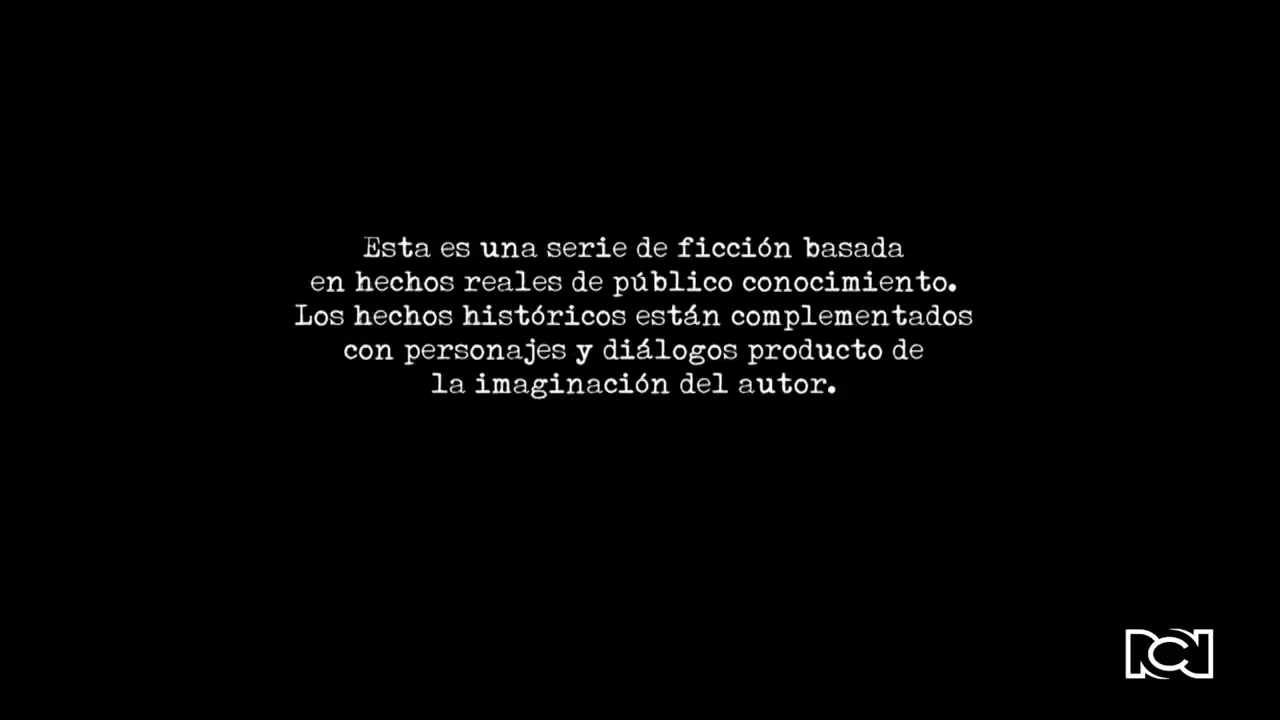 Esta es una serie de ficción basada
en hechos reales de público conocimiento.
Los hechos históricos están complementados
con personajes y diálogos producto de
la imaginación del autor.
RCN